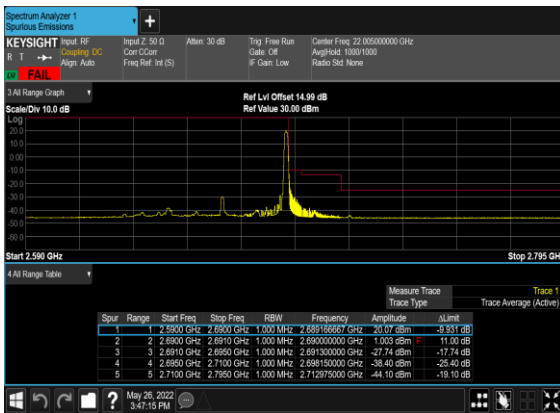 Spectrum Analyzer 1
Spurious Emissions
KEYSIGHT
R T
LV FAIL
Input: RF
Coupling: DC
Align: Auto
Input Z: 50 Ω
Corr CCorr
Freq Ref: Int (S)
Atten: 30 dB
Trig: Free Run
Gate: Off
IF Gain: Low
Center Freq: 22.005000000 GHz
Avg|Hold: 1000/1000
Radio Std: None
3 All Range Graph
Scale/Div 10.0 dB
Ref Lvl Offset 14.99 dB
Ref Value 30.00 dBm
Log
20.0
10.0
0.00
-10.0
-20.0
-30.0
-40.0
-50.0
-60.0
Start 2.590 GHz
Stop 2.795 GH
4 All Range Table
Measure Trace Trace 1
Trace Type Trace Average (Active)
Spur Range Start Freq Stop Freq RBW Frequency Amplitude ΔLimit
1 1 2.5900 GHz 2.6900 GHz 1.000 MHz 2.689166667 GHz 20.07 dBm -9.931 dB
2 2 2.6900 GHz 2.6910 GHz 1.000 MHz 2.690000000 GHz 1.003 dBm F 11.00 dB
3 3 2.6910 GHz 2.6950 GHz 1.000 MHz 2.691300000 GHz -27.74 dBm -17.74 dB
4 4 2.6950 GHz 2.7100 GHz 1.000 MHz 2.698150000 GHz -38.40 dBm -25.40 dB
5 5 2.7100 GHz 2.7950 GHz 1.000 MHz 2.712975000 GHz -44.10 dBm -19.10 dB
May 26, 2022
3:47:15 PM